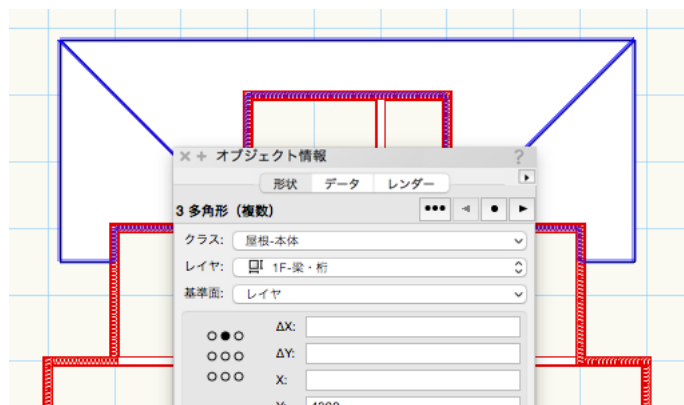 オブジェクト情報
?
形状 データ レンダー
3 多角形（複数）
クラス: 屋根-本体
レイヤ: 1F-梁・桁
基準面: レイヤ
ΔX:
ΔY:
X: